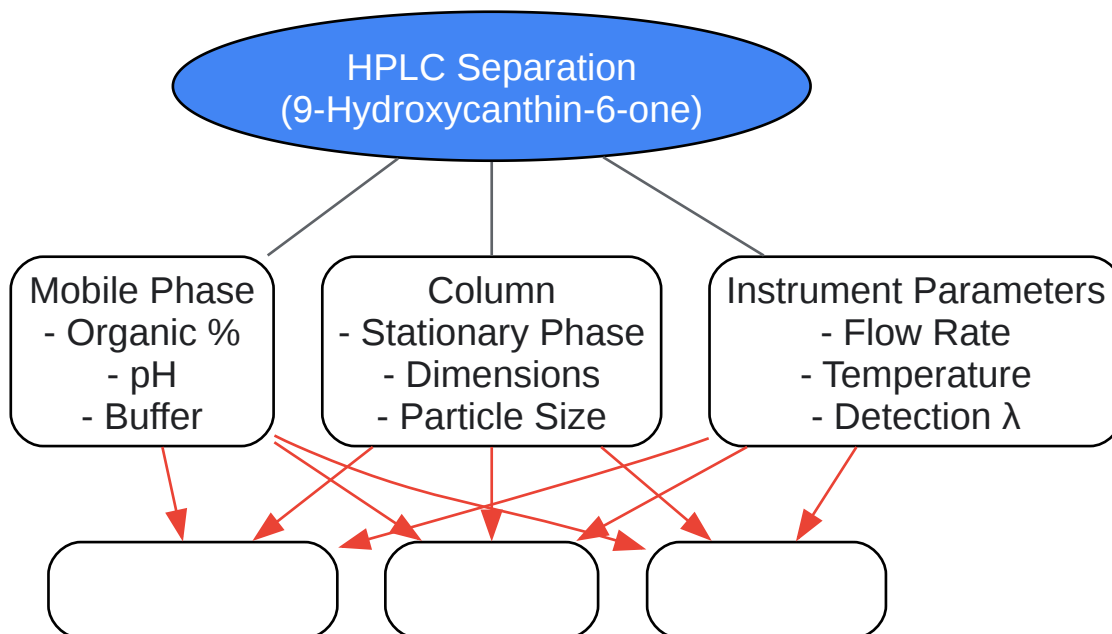 HPLC Separation
(9-Hydroxycanthin-6-one)
Mobile Phase
- Organic %
- pH
- Buffer
Column
- Stationary Phase
- Dimensions
- Particle Size
Instrument Parameters
- Flow Rate
- Temperature
- Detection λ